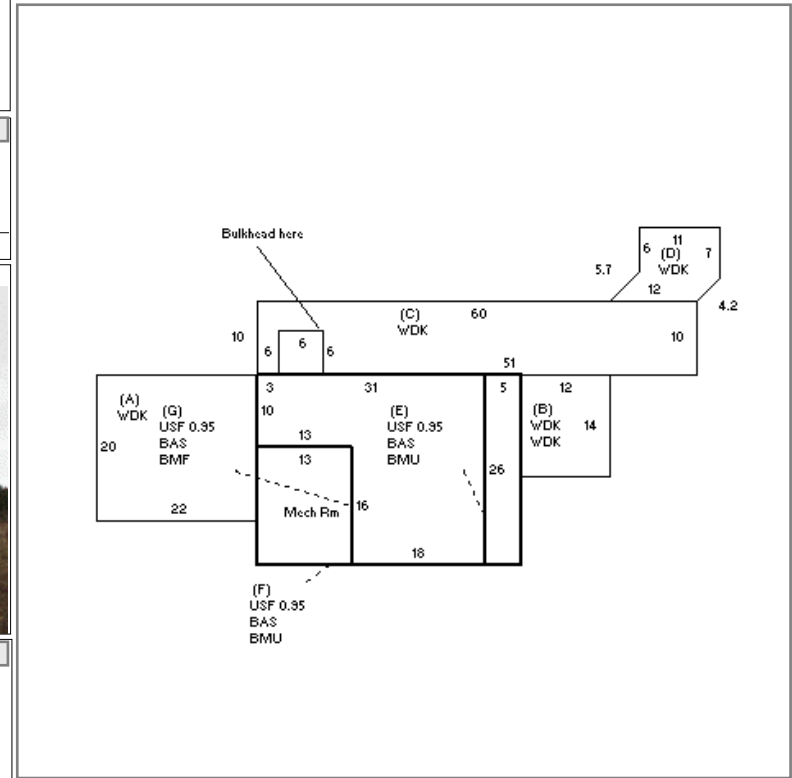 11
6
(D)
7
WDK
5.7
12
4.2
Bulkhead here
(C)
60
WDK
10
6
6
6
10
51
3
31
5
12
(A)
WDK
(G)
USF 0.95
BAS
BMF
10
(E)
USF 0.95
BAS
BMU
(B)
WDK
WDK
14
20
13
13
26
22
Mech Rm
16
18
(F)
USF 0.95
BAS
BMU